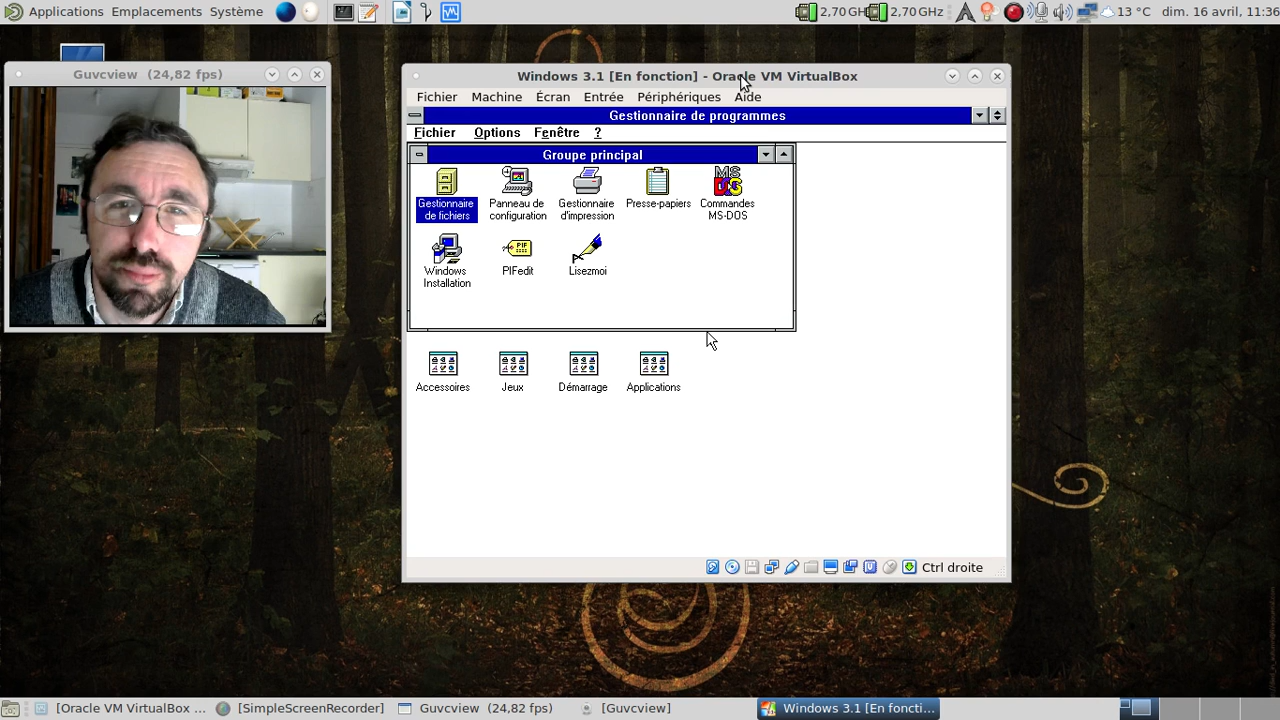 Applications Emplacements Système 2,70 GH 2,70 GHz 13 °C dim. 16 avril, 11:36
Guvcview (24,82 fps)
Windows 3.1 [En fonction] - Oracle VM VirtualBox
Fichier Machine Écran Entrée Périphériques Aide
Gestionnaire de programmes
Fichier Options Fenêtre ?
Groupe principal
Gestionnaire de fichiers
Panneau de configuration
Gestionnaire d'impression
Presse-papiers
MS DOS
Commandes MS-DOS
Windows Installation
PIF
PIFedit
Lisezmoi
Accessoires Jeux Démarrage Applications
Ctrl droite
[Oracle VM VirtualBox ... [SimpleScreenRecorder] Guvcview (24,82 fps) [Guvcview] Windows 3.1 [En foncti...